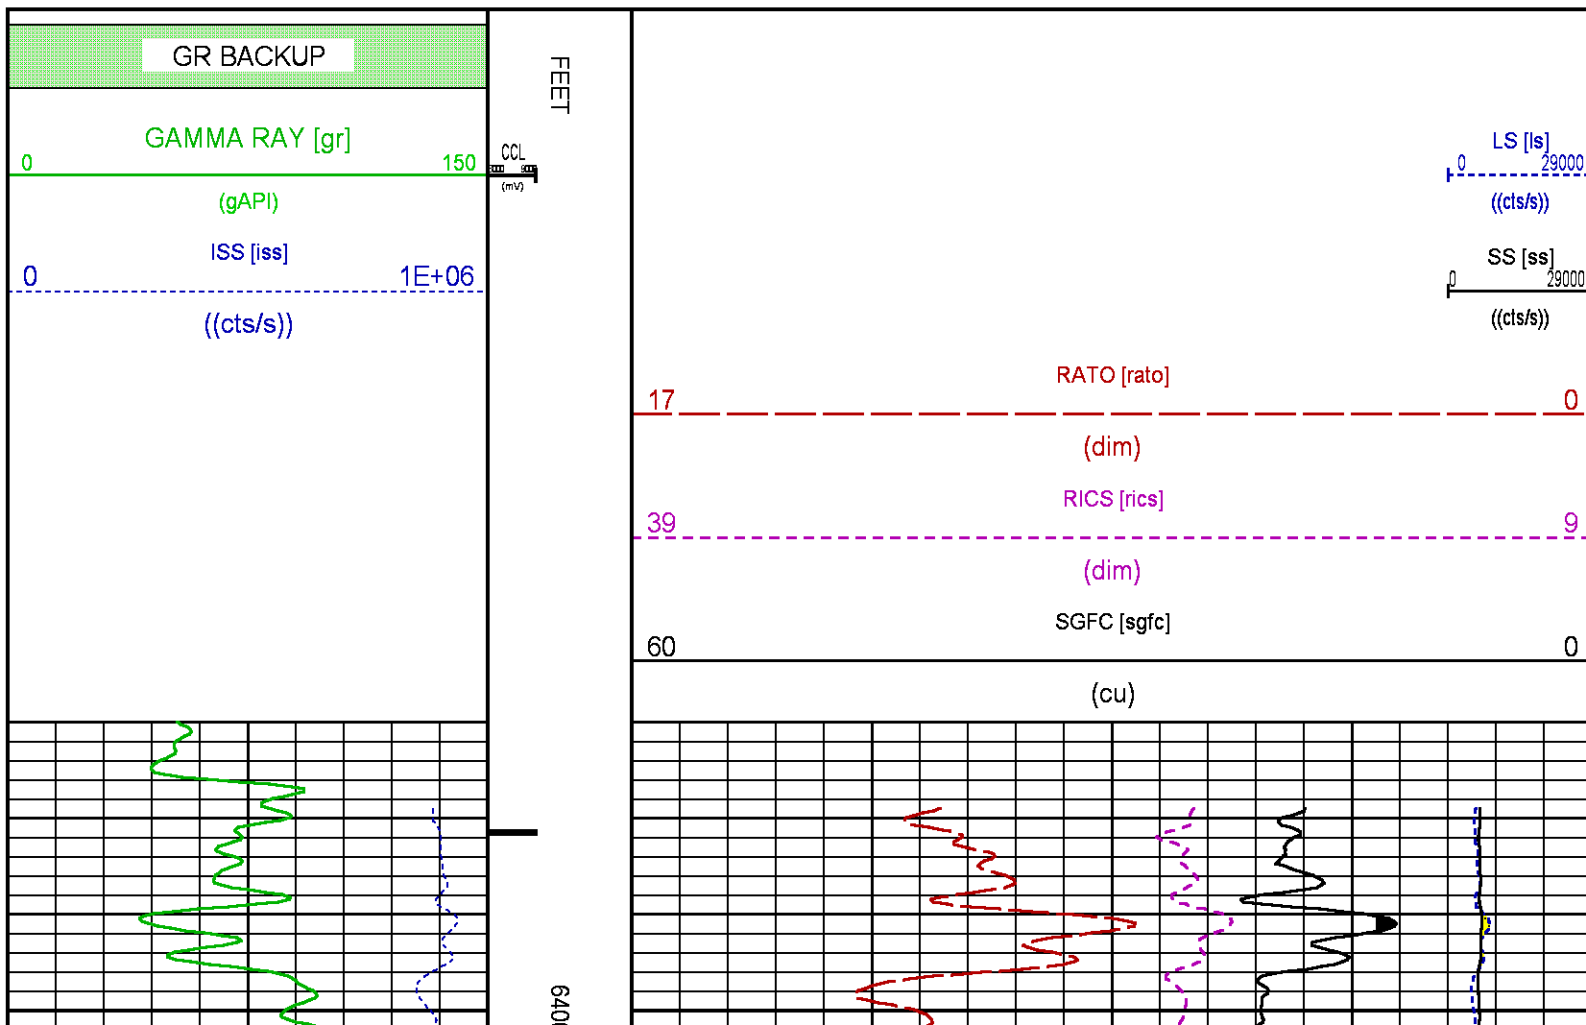 GR BACKUP
GAMMA RAY [gr]
0 150
(gAPI)
ISS [iss]
0 1E+06
((cts/s))
FEET
CCL
(mV)
LS [ls]
0 29000
((cts/s))
SS [ss]
0 29000
((cts/s))
RATO [rato]
17 0
(dim)
RICS [rics]
39 9
(dim)
SGFC [sgfc]
60 0
(cu)
6400